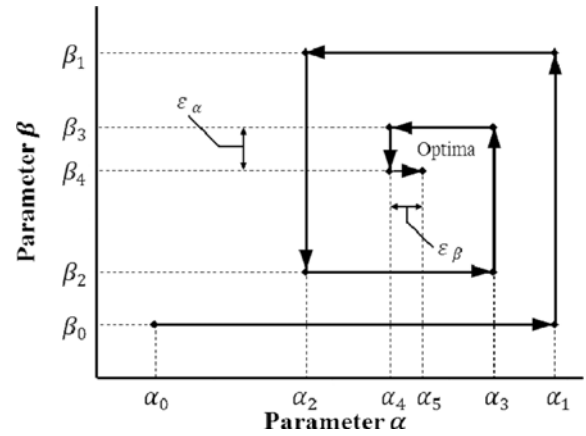 β₁
ε_α
β₃
Optima
β₄
ε_β
β₂
β₀
Parameter β
α₀ α₂ α₄ α₅ α₃ α₁
Parameter α